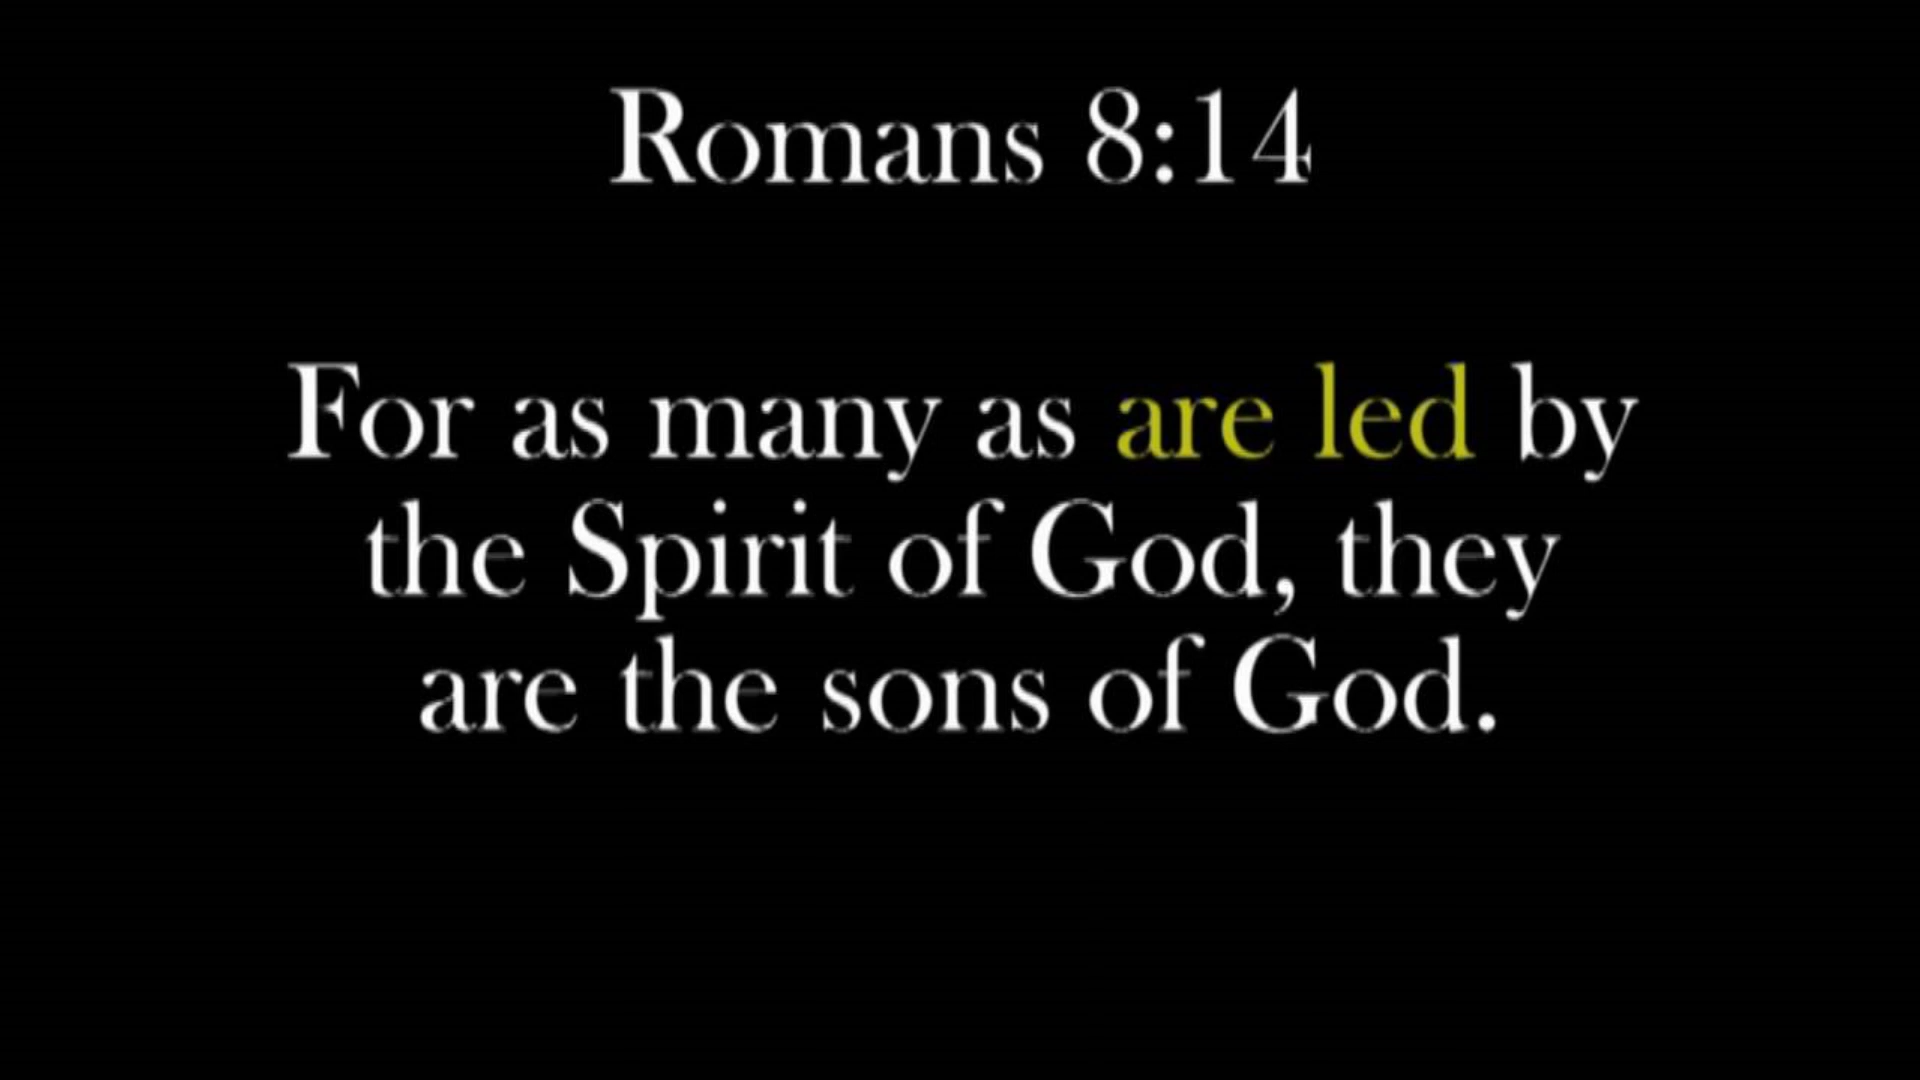 Romans 8:14
For as many as are led by
the Spirit of God, they
are the sons of God.